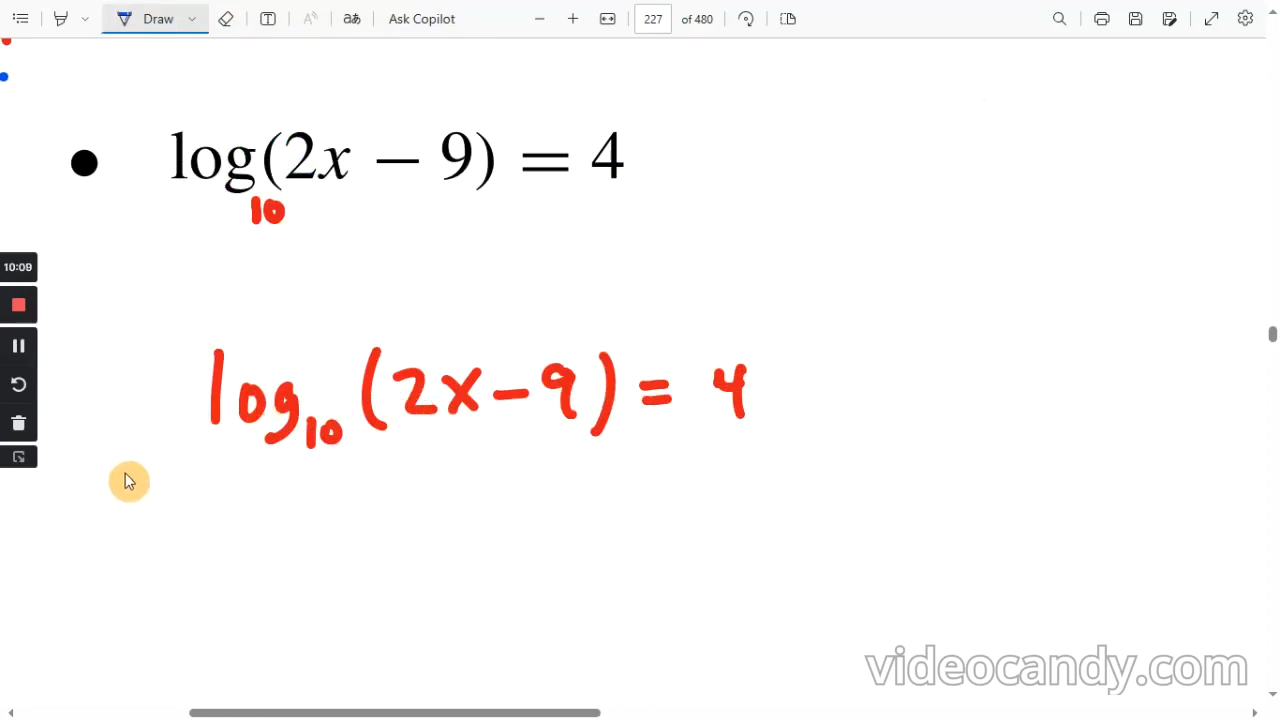 Draw
Ask Copilot
227 of 480
log(2x − 9) = 4
10
10:09
log₁₀ (2x − 9) = 4
videocandy.com